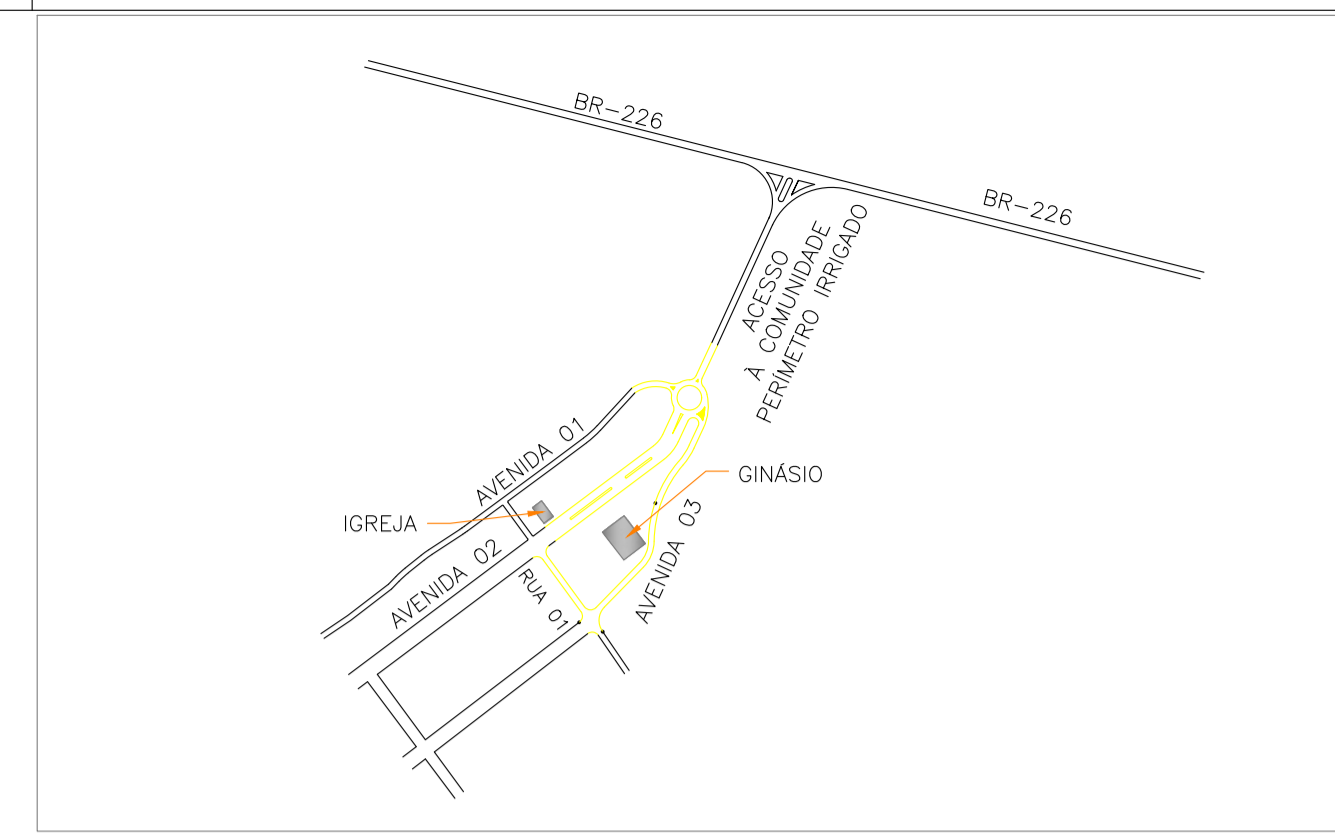 BR-226
BR-226
ACESSO
À COMUNIDADE
PERÍMETRO IRRIGADO
AVENIDA 01
GINÁSIO
IGREJA
AVENIDA 02
RUA 01
AVENIDA 03